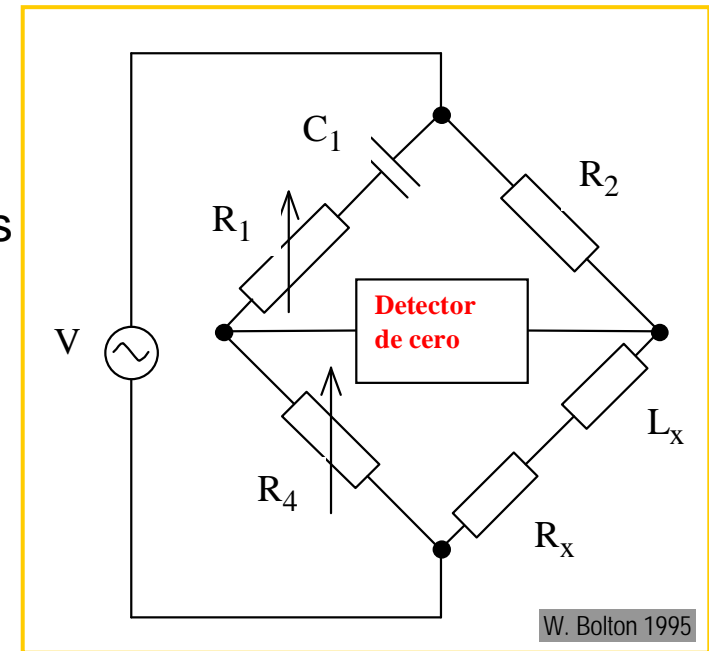 C₁
R₂
R₁
s
Detector
de cero
V
Lₓ
R₄
Rₓ
W. Bolton 1995